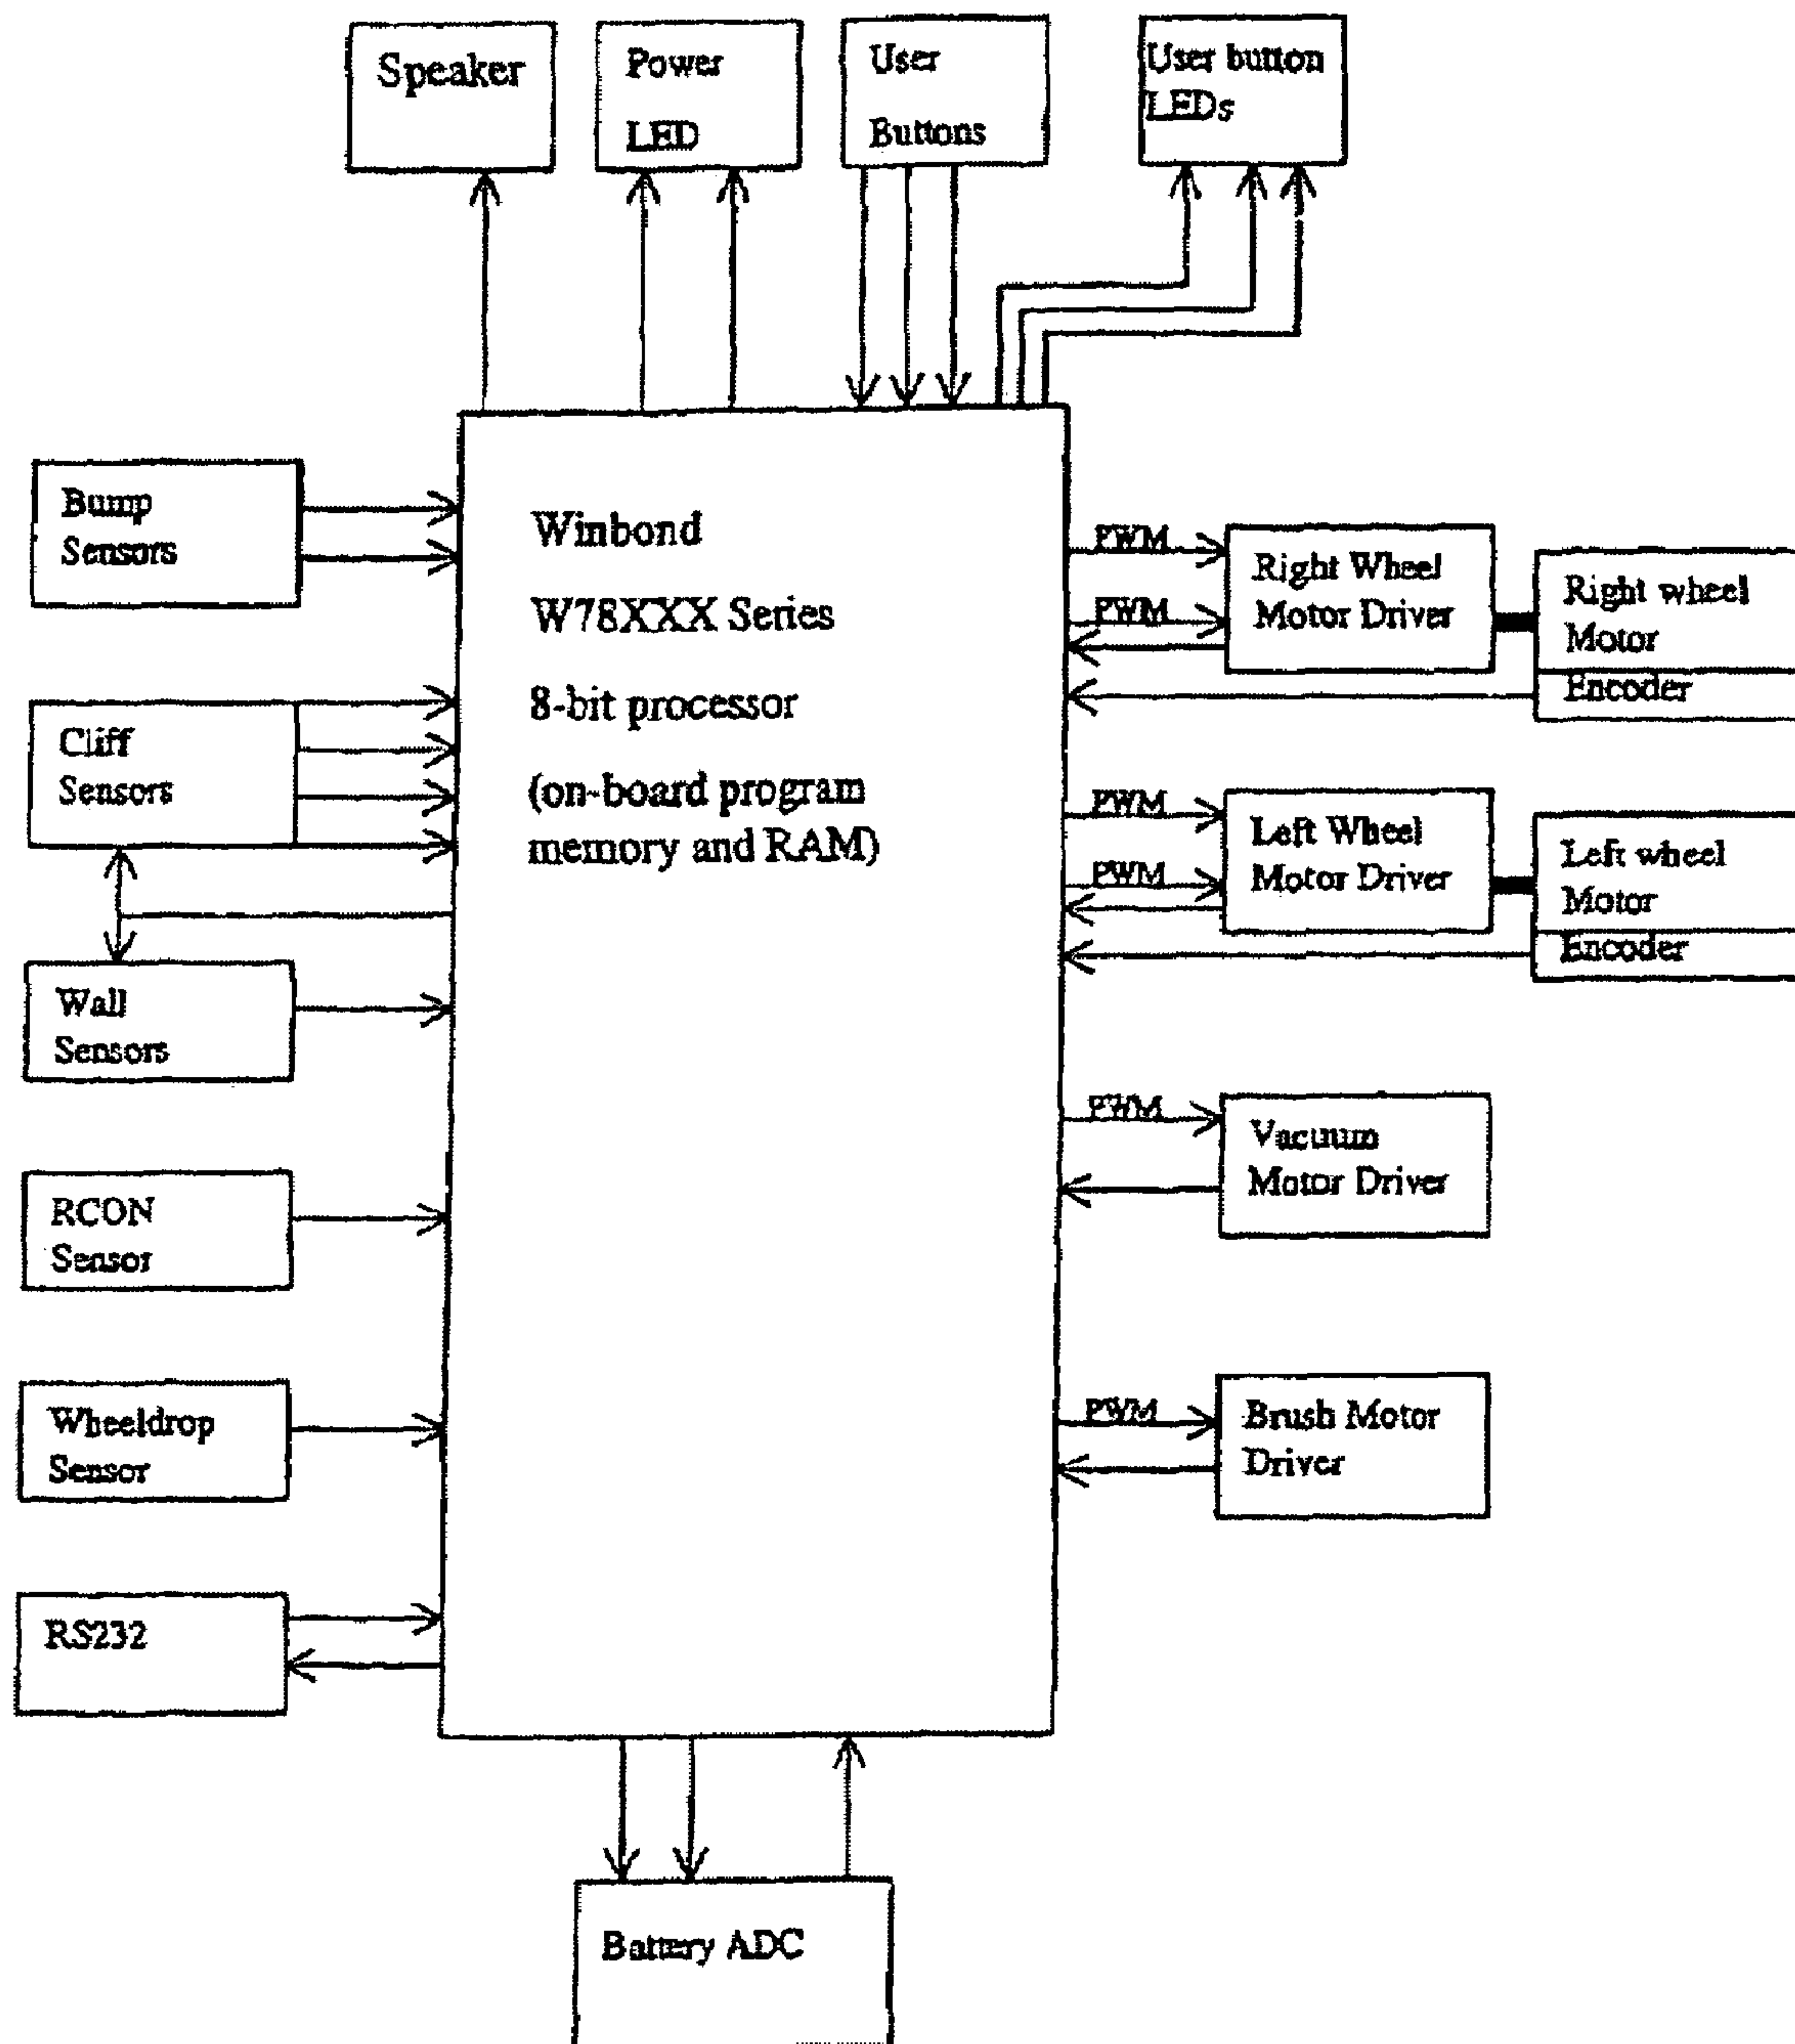 Speaker
Power
LED
User
Buttons
User button
LEDs
Bump
Sensors
Winbond
W78XXX Series
8-bit processor
(on-board program
memory and RAM)
PWM
PWM
Right Wheel
Motor Driver
Right wheel
Motor
Encoder
Cliff
Sensors
PWM
PWM
Left Wheel
Motor Driver
Left wheel
Motor
Encoder
Wall
Sensors
PWM
Vacuum
Motor Driver
RCON
Sensor
PWM
Brush Motor
Driver
Wheeldrop
Sensor
RS232
Battery ADC